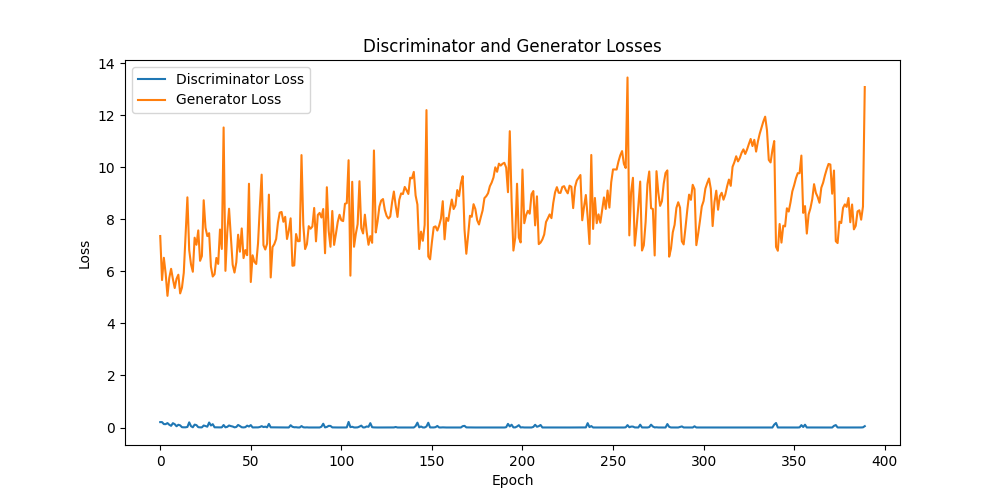 Discriminator and Generator Losses
Discriminator Loss
Generator Loss
14
12
10
8
6
4
2
0
Loss
0 50 100 150 200 250 300 350 400
Epoch